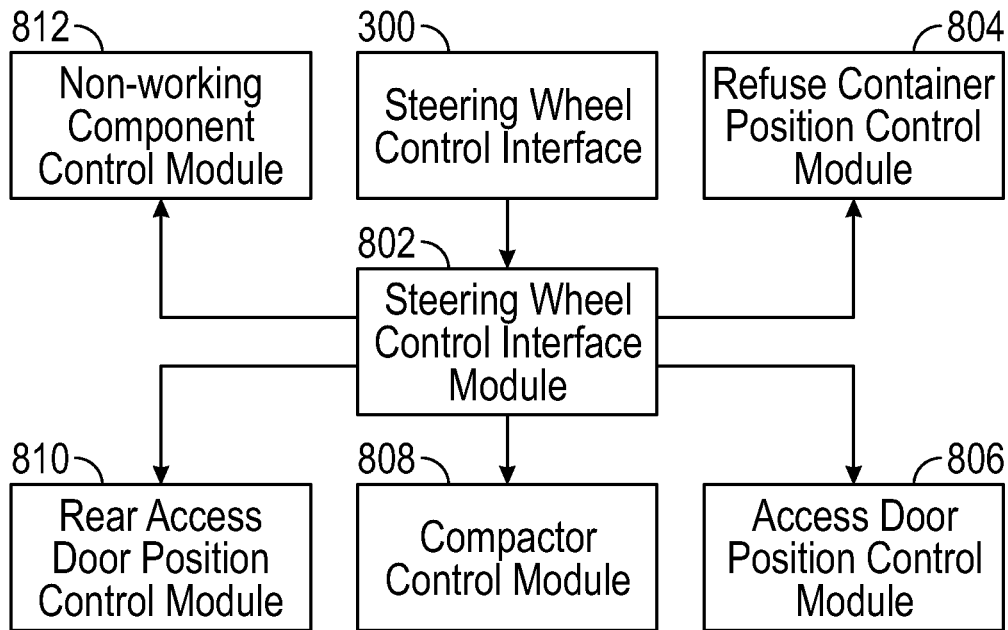 812
Non-working
Component
Control Module
300
Steering Wheel
Control Interface
804
Refuse Container
Position Control
Module
802
Steering Wheel
Control Interface
Module
810
Rear Access
Door Position
Control Module
808
Compactor
Control Module
806
Access Door
Position Control
Module